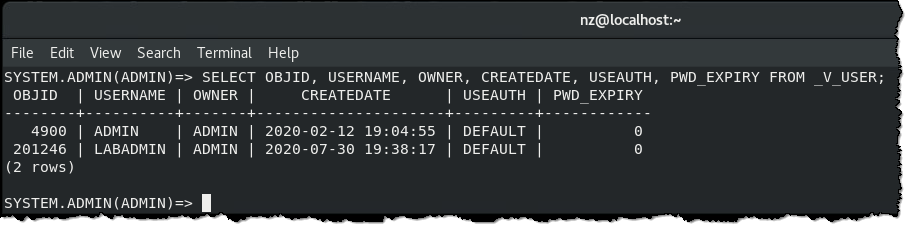 nz@localhost:~
File Edit View Search Terminal Help
SYSTEM.ADMIN(ADMIN)=> SELECT OBJID, USERNAME, OWNER, CREATEDATE, USEAUTH, PWD_EXPIRY FROM _V_USER;
 OBJID  | USERNAME | OWNER |     CREATEDATE      | USEAUTH | PWD_EXPIRY
--------+----------+-------+---------------------+---------+------------
   4900 | ADMIN    | ADMIN | 2020-02-12 19:04:55 | DEFAULT |          0
 201246 | LABADMIN | ADMIN | 2020-07-30 19:38:17 | DEFAULT |          0
(2 rows)
SYSTEM.ADMIN(ADMIN)=>